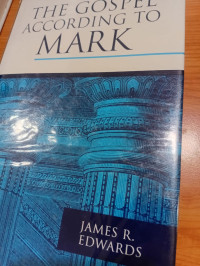 THE GOSPEL
ACCORDING TO
MARK
JAMES R.
EDWARDS